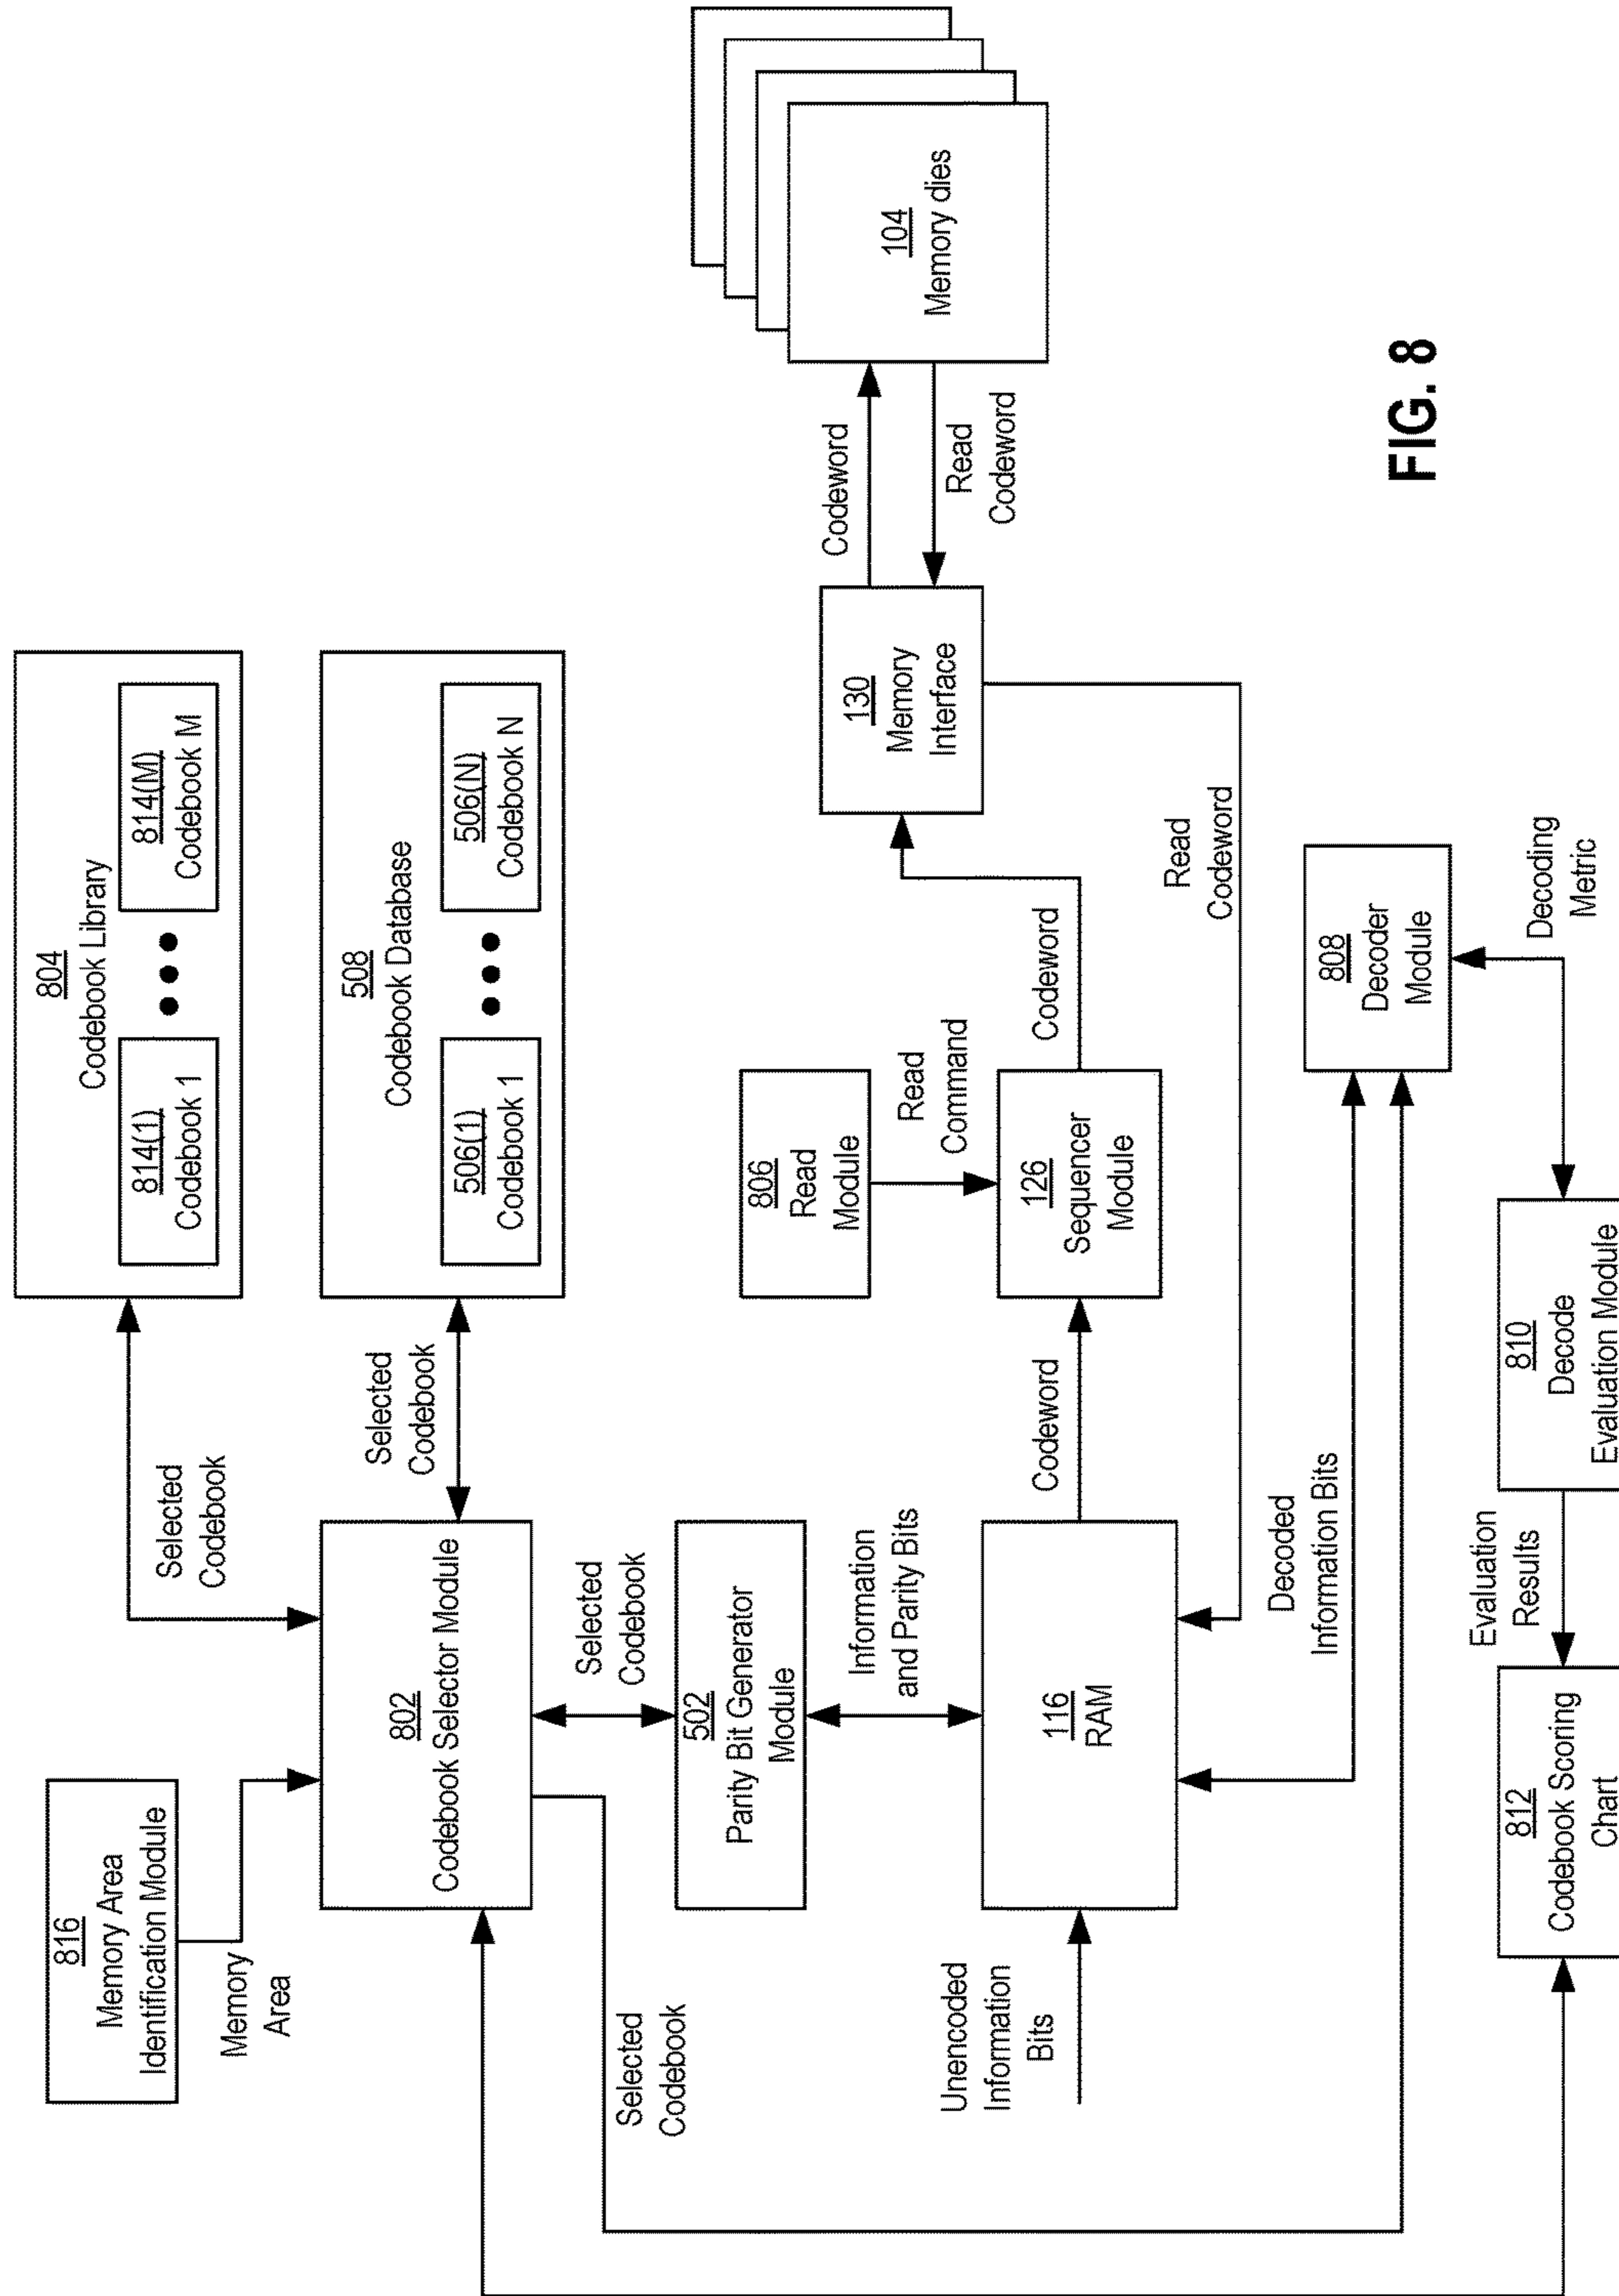 816
Memory Area
Identification Module
Memory
Area
802
Codebook Selector Module
Selected
Codebook
804
Codebook Library
814(1)
Codebook 1
814(M)
Codebook M
Selected
Codebook
508
Codebook Database
506(1)
Codebook 1
506(N)
Codebook N
Selected
Codebook
Selected
Codebook
502
Parity Bit Generator
Module
Information
and Parity Bits
Unencoded
Information
Bits
116
RAM
Codeword
806
Read
Module
Read
Command
126
Sequencer
Module
Codeword
130
Memory
Interface
Codeword
Read
Codeword
104
Memory dies
Read
Codeword
Decoded
Information Bits
808
Decoder
Module
Decoding
Metric
812
Codebook Scoring
Chart
Evaluation
Results
810
Decode
Evaluation Module
FIG. 8